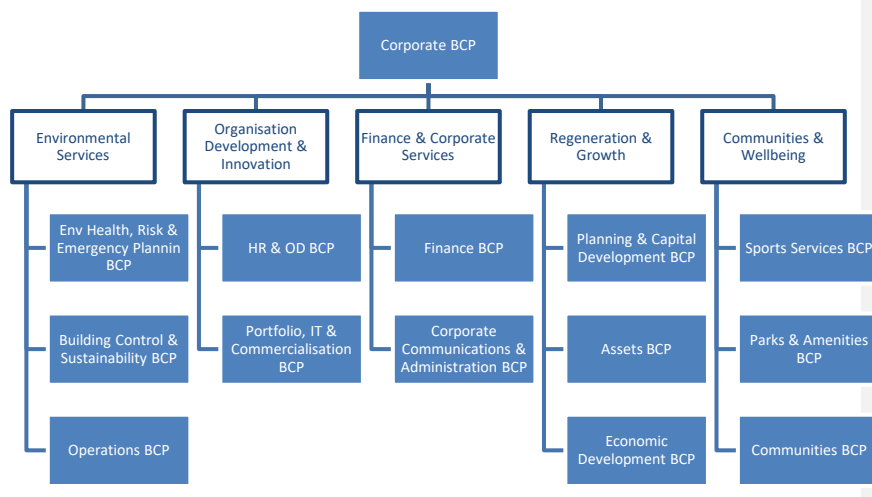 Corporate BCP
Environmental
Services
Organisation
Development &
Innovation
Finance & Corporate
Services
Regeneration &
Growth
Communities &
Wellbeing
Env Health, Risk &
Emergency Plannin
BCP
HR & OD BCP
Finance BCP
Planning & Capital
Development BCP
Sports Services BCP
Building Control &
Sustainability BCP
Portfolio, IT &
Commercialisation
BCP
Corporate
Communications &
Administration BCP
Assets BCP
Parks & Amenities
BCP
Operations BCP
Economic
Development BCP
Communities BCP